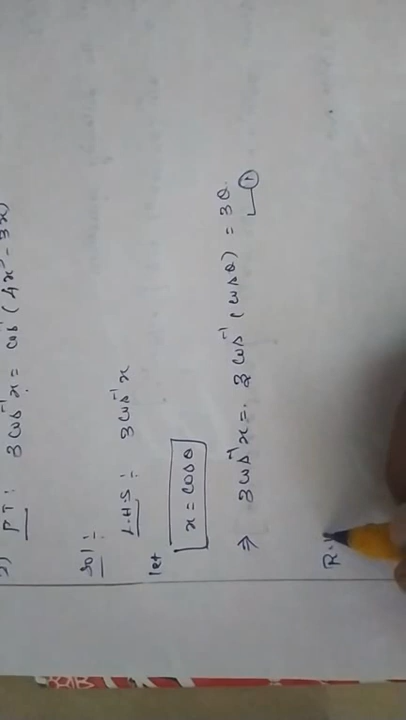 2) PT: 3cos⁻¹x = cos⁻¹(4x³-3x)
Sol:
L.H.S: 3cos⁻¹x
let
x = cosθ
⇒ 3cos⁻¹x = 3cos⁻¹(cosθ) = 3θ. ①
R.